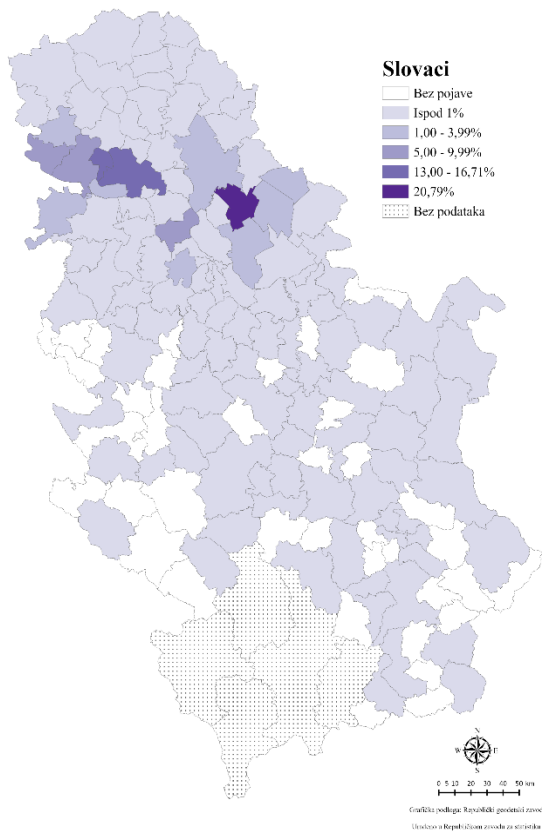 Slovaci
Bez pojave
Ispod 1%
1,00 - 3,99%
5,00 - 9,99%
13,00 - 16,71%
20,79%
Bez podataka
N
W E
S
0 5 10 20 30 40 50 km
Grafička podloga: Republički geodetski zavod
Urađeno u Republičkom zavodu za statistiku